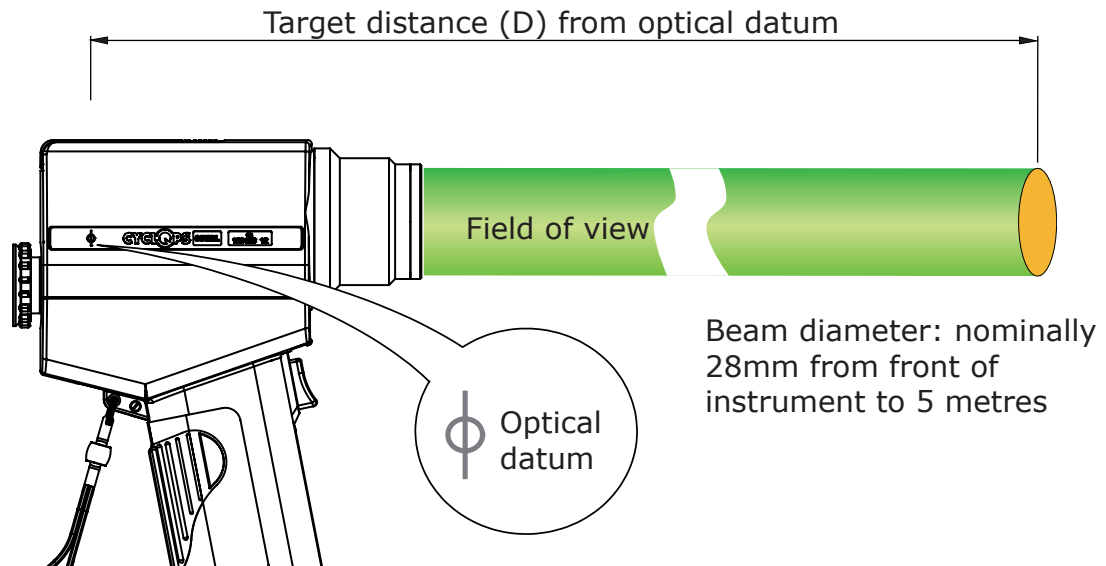 Target distance (D) from optical datum
Field of view
CYCLOPS
Beam diameter: nominally
28mm from front of
instrument to 5 metres
Optical
datum